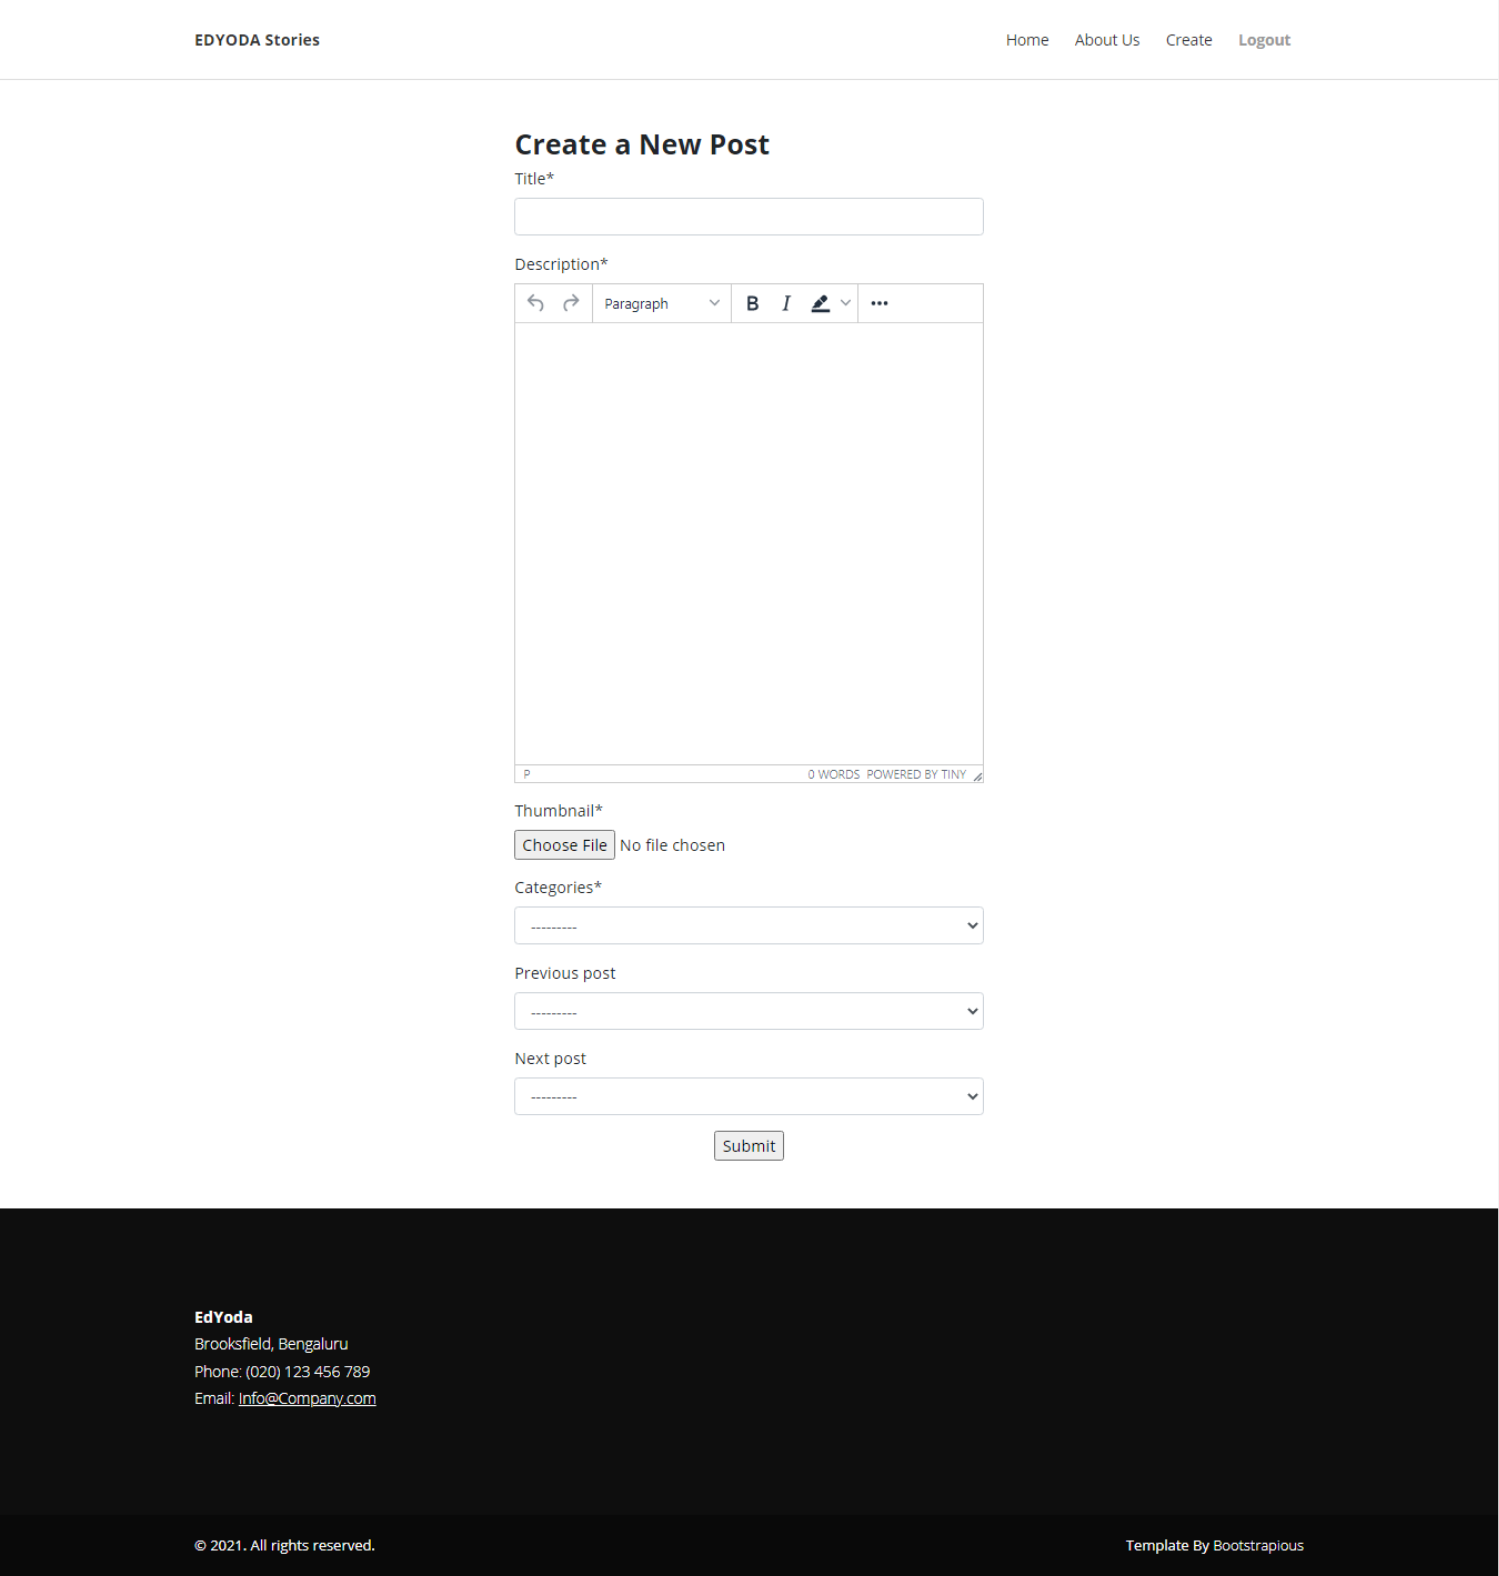 EDYODA Stories
Home About Us Create Logout
Create a New Post
Title*
Description*
Paragraph B I
P 0 WORDS POWERED BY TINY
Thumbnail*
Choose File No file chosen
Categories*
---------
Previous post
---------
Next post
---------
Submit
EdYoda
Brooksfield, Bengaluru
Phone: (020) 123 456 789
Email: Info@Company.com
© 2021. All rights reserved.
Template By Bootstrapious